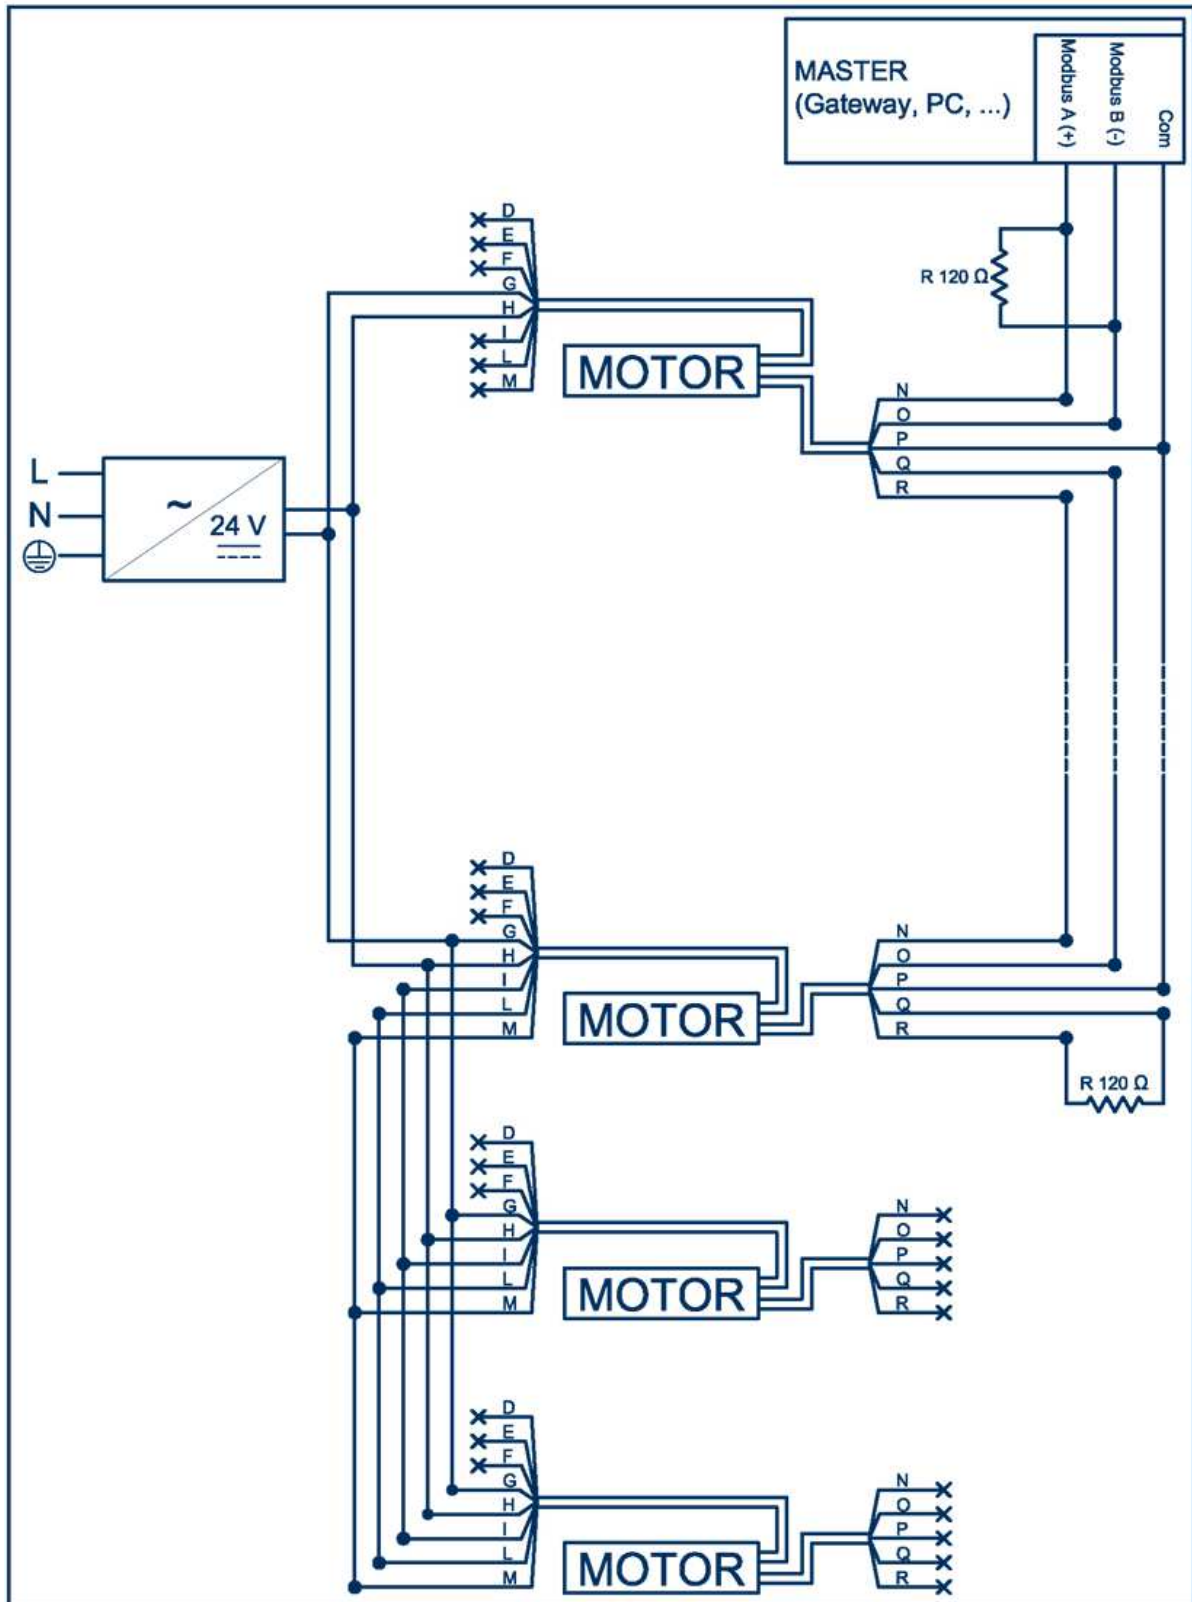 MASTER
(Gateway, PC, ...)
Modbus A (+)
Modbus B (-)
Com
R 120 Ω
D
E
F
G
H
I
L
M
MOTOR
N
O
P
Q
R
L
N
~
24 V
D
E
F
G
H
I
L
M
MOTOR
N
O
P
Q
R
R 120 Ω
D
E
F
G
H
I
L
M
MOTOR
N
O
P
Q
R
D
E
F
G
H
I
L
M
MOTOR
N
O
P
Q
R